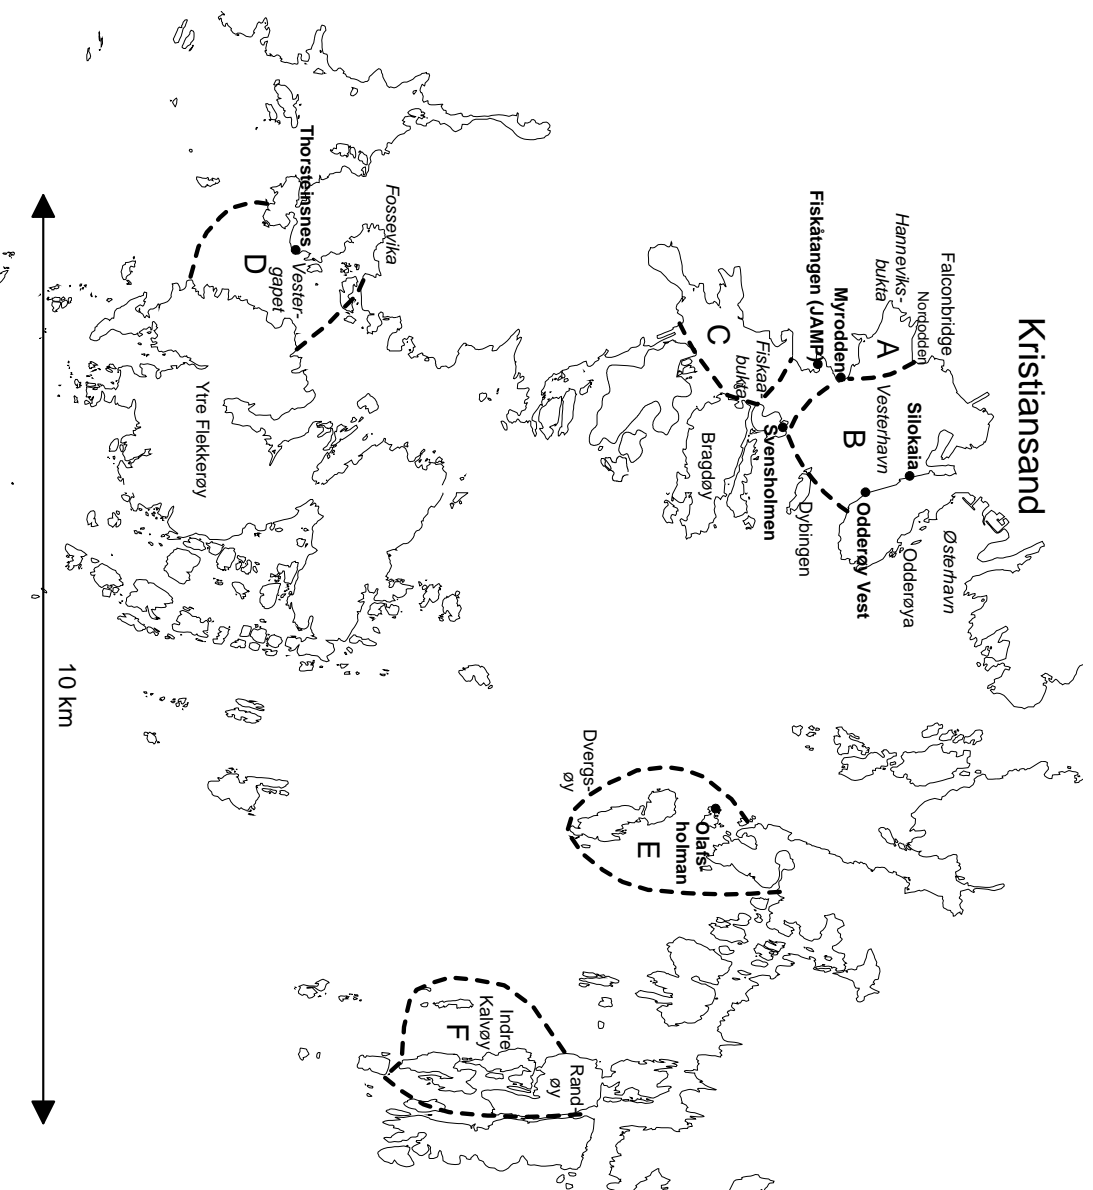 Kristiansand
Falconbridge
Nordodden
Hanneviks-
bukta
A
Myrodden
Fiskåtangen (JAMP)
Vesterhavn
B
Silokaia
Østerhavn
Odderøya
Odderøy Vest
Dybingen
Svensholmen
Fiskaa-
bukta
C
Bragdøy
Fossevika
Thorsteinsnes
Vester-
gapet
D
Ytre Flekkerøy
Olafs-
holman
E
Dvergs-
øy
Rand-
øy
Indre
Kalvøy
F
10 km